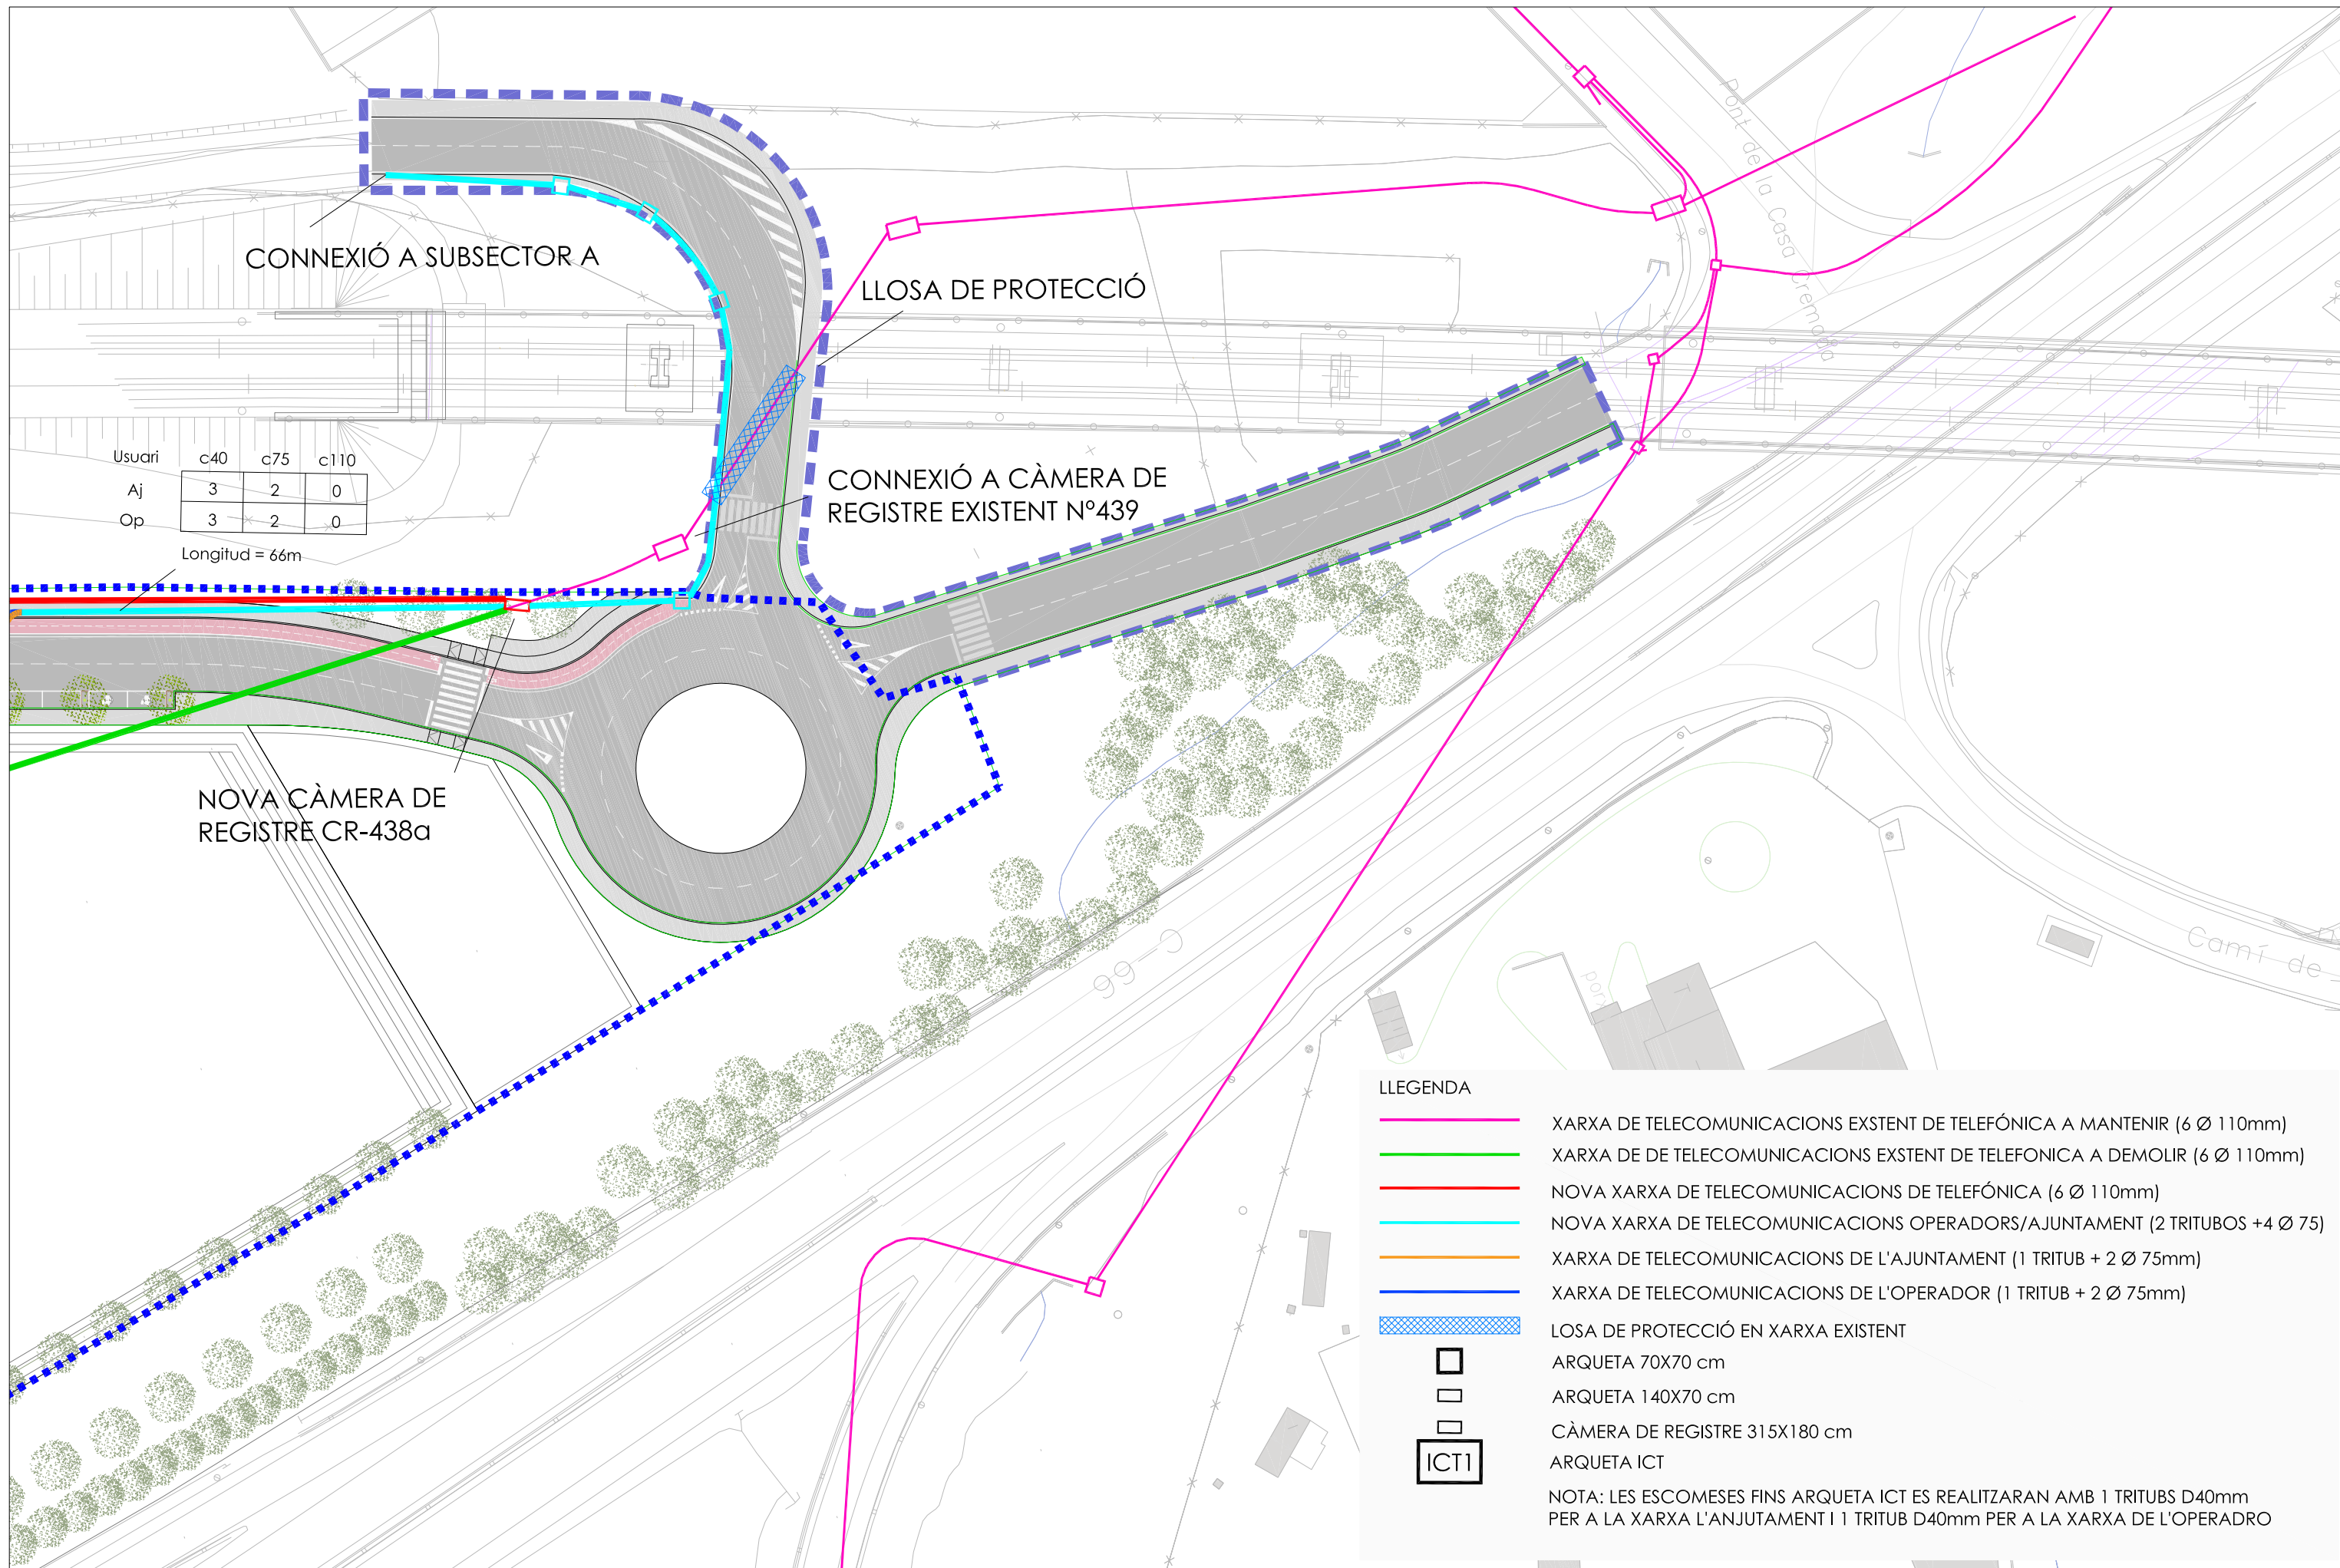 Pont de la Casa Cremada
CONNEXIÓ A SUBSECTOR A
LLOSA DE PROTECCIÓ
Usuari c40 c75 c110
Aj 3 2 0
Op 3 2 0
Longitud = 66m
CONNEXIÓ A CÀMERA DE
REGISTRE EXISTENT Nº439
NOVA CÀMERA DE
REGISTRE CR-438a
Camí de
LLEGENDA
XARXA DE TELECOMUNICACIONS EXSTENT DE TELEFÓNICA A MANTENIR (6 Ø 110mm)
XARXA DE DE TELECOMUNICACIONS EXSTENT DE TELEFONICA A DEMOLIR (6 Ø 110mm)
NOVA XARXA DE TELECOMUNICACIONS DE TELEFÓNICA (6 Ø 110mm)
NOVA XARXA DE TELECOMUNICACIONS OPERADORS/AJUNTAMENT (2 TRITUBOS +4 Ø 75)
XARXA DE TELECOMUNICACIONS DE L'AJUNTAMENT (1 TRITUB + 2 Ø 75mm)
XARXA DE TELECOMUNICACIONS DE L'OPERADOR (1 TRITUB + 2 Ø 75mm)
LOSA DE PROTECCIÓ EN XARXA EXISTENT
ARQUETA 70X70 cm
ARQUETA 140X70 cm
CÀMERA DE REGISTRE 315X180 cm
ICT1 ARQUETA ICT
NOTA: LES ESCOMESES FINS ARQUETA ICT ES REALITZARAN AMB 1 TRITUBS D40mm
PER A LA XARXA L'ANJUTAMENT I 1 TRITUB D40mm PER A LA XARXA DE L'OPERADRO